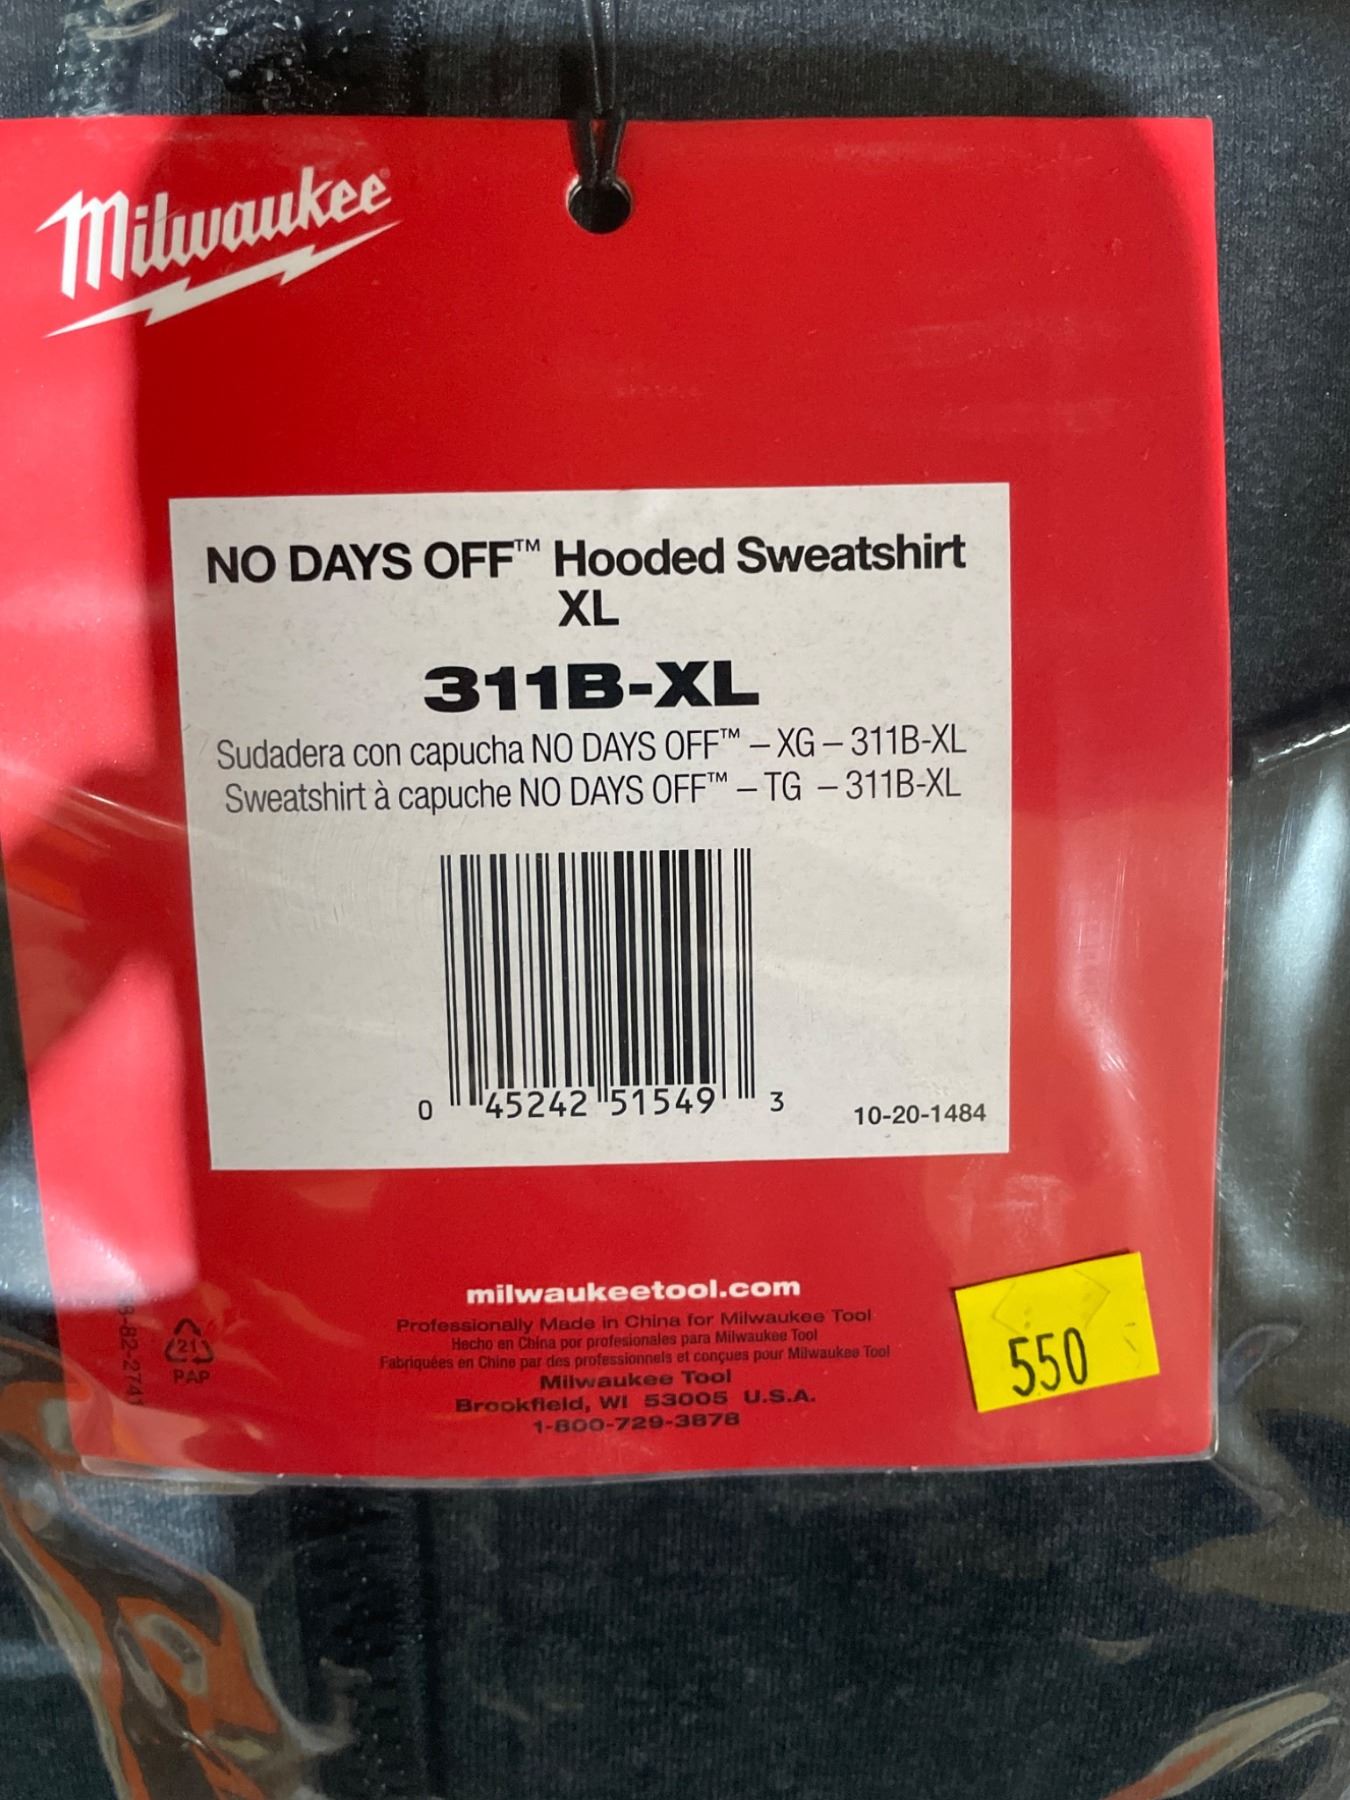 Milwaukee
NO DAYS OFF™ Hooded Sweatshirt
XL
311B-XL
Sudadera con capucha NO DAYS OFF™ – XG – 311B-XL
Sweatshirt à capuche NO DAYS OFF™ – TG – 311B-XL
0 45242 51549 3
10-20-1484
milwaukeetool.com
Professionally Made in China for Milwaukee Tool
Hecho en China por profesionales para Milwaukee Tool
Fabriquées en Chine par des professionnels et conçues pour Milwaukee Tool
Milwaukee Tool
Brookfield, WI 53005 U.S.A.
1-800-729-3878
21
PAP
550